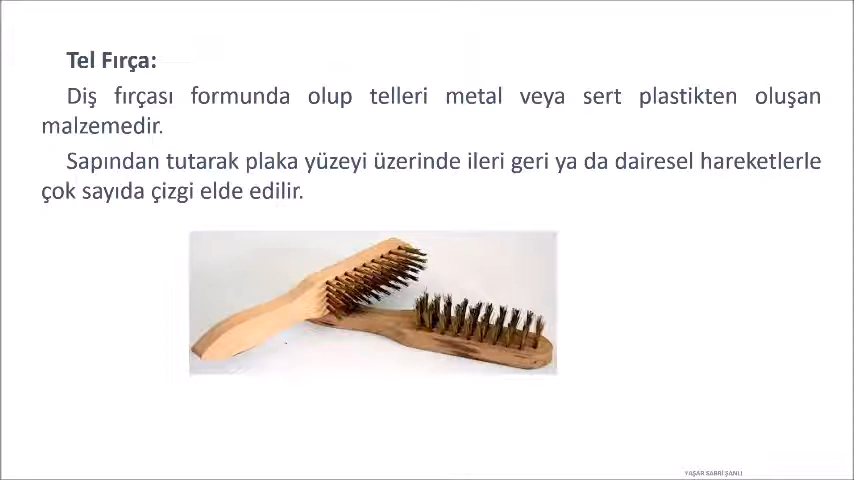 Tel Fırça:
Diş fırçası formunda olup telleri metal veya sert plastikten oluşan
malzemedir.
Sapından tutarak plaka yüzeyi üzerinde ileri geri ya da dairesel hareketlerle
çok sayıda çizgi elde edilir.
YAŞAR SABRİ ŞANLI